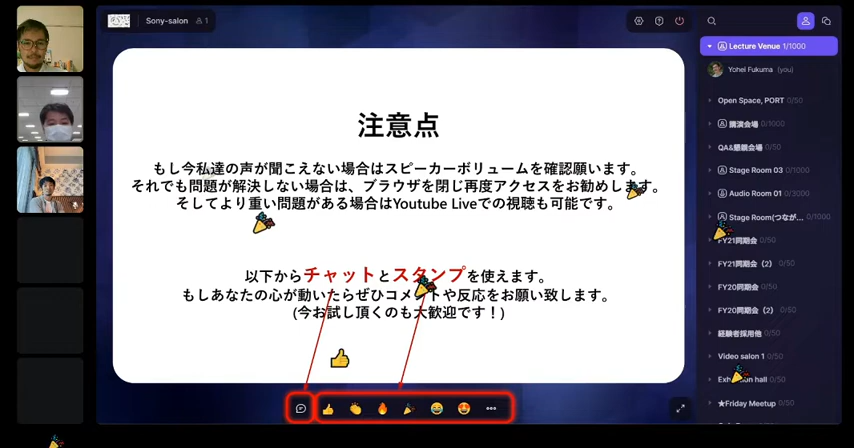 Sony-salon
1
注意点
もし今私達の声が聞こえない場合はスピーカーボリュームを確認願います。
それでも問題が解決しない場合は、ブラウザを閉じ再度アクセスをお勧めします。
そしてより重い問題がある場合はYoutube Liveでの視聴も可能です。
以下からチャットとスタンプを使えます。
もしあなたの心が動いたらぜひコメントや反応をお願い致します。
(今お試し頂くのも大歓迎です！)
Lecture Venue 1/1000
Yohei Fukuma (you)
Open Space, PORT 0/50
講演会場 0/1000
QA&懇親会場 0/50
Stage Room 03 0/1000
Audio Room 01 0/3000
Stage Room(つなが... 0/1000
FY21同期会 0/50
FY21同期会（2） 0/50
FY20同期会 0/50
FY20同期会（2） 0/50
経験者採用他 0/50
Video salon 1 0/50
hall 0/50
★Friday Meetup 0/50